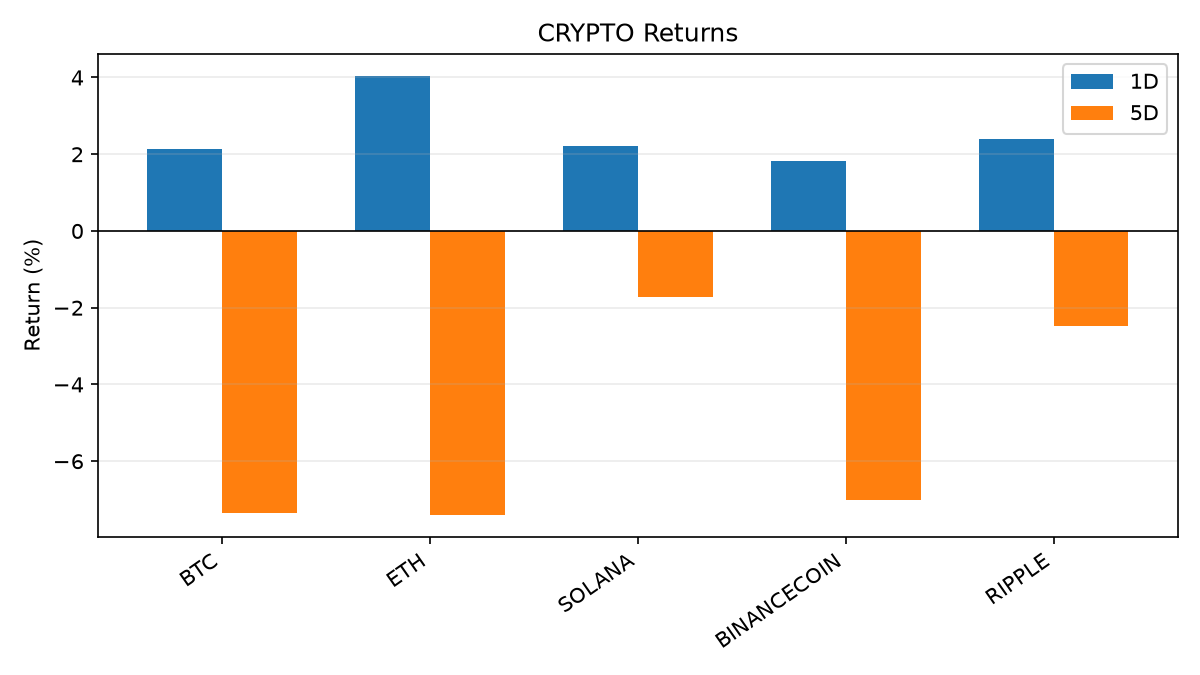 CRYPTO Returns
1D
5D
Return (%)
4
2
0
−2
−4
−6
BTC
ETH
SOLANA
BINANCECOIN
RIPPLE